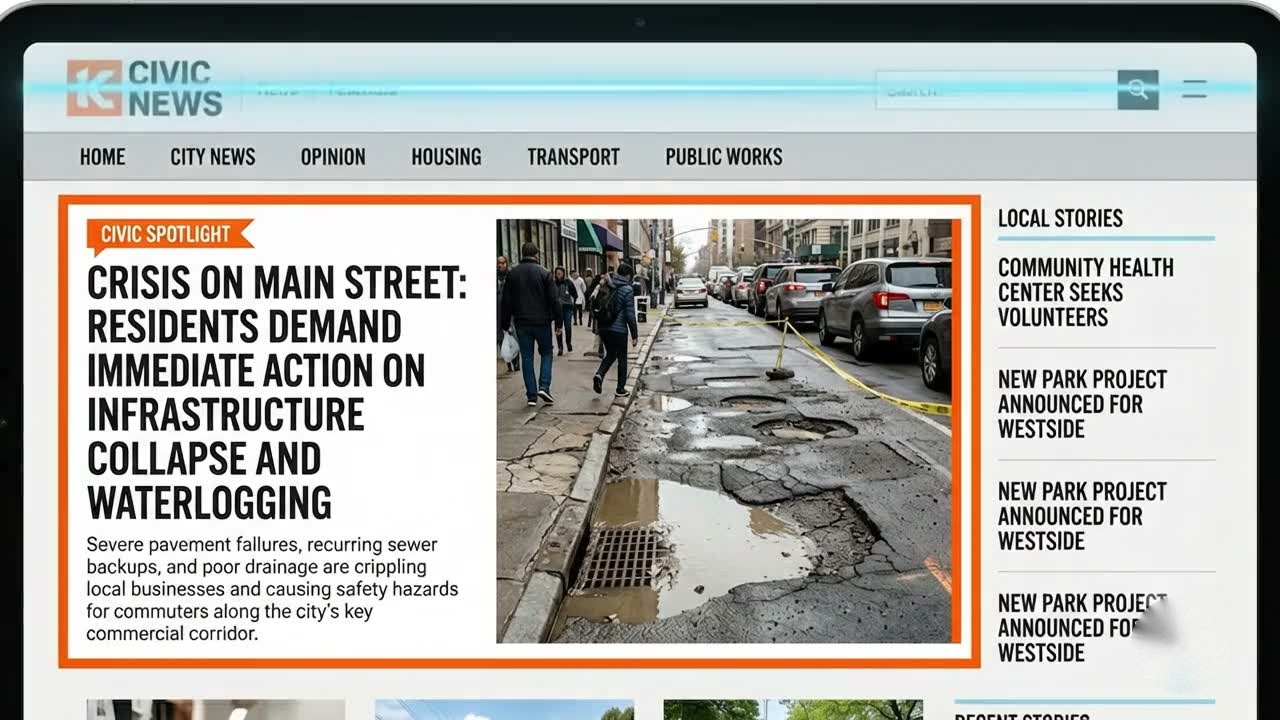 CIVIC
NEWS
HOME CITY NEWS OPINION HOUSING TRANSPORT PUBLIC WORKS
CIVIC SPOTLIGHT
CRISIS ON MAIN STREET:
RESIDENTS DEMAND
IMMEDIATE ACTION ON
INFRASTRUCTURE
COLLAPSE AND
WATERLOGGING
Severe pavement failures, recurring sewer
backups, and poor drainage are crippling
local businesses and causing safety hazards
for commuters along the city's key
commercial corridor.
LOCAL STORIES
COMMUNITY HEALTH
CENTER SEEKS
VOLUNTEERS
NEW PARK PROJECT
ANNOUNCED FOR
WESTSIDE
NEW PARK PROJECT
ANNOUNCED FOR
WESTSIDE
NEW PARK PROJECT
ANNOUNCED FOR
WESTSIDE
RECENT STORIES